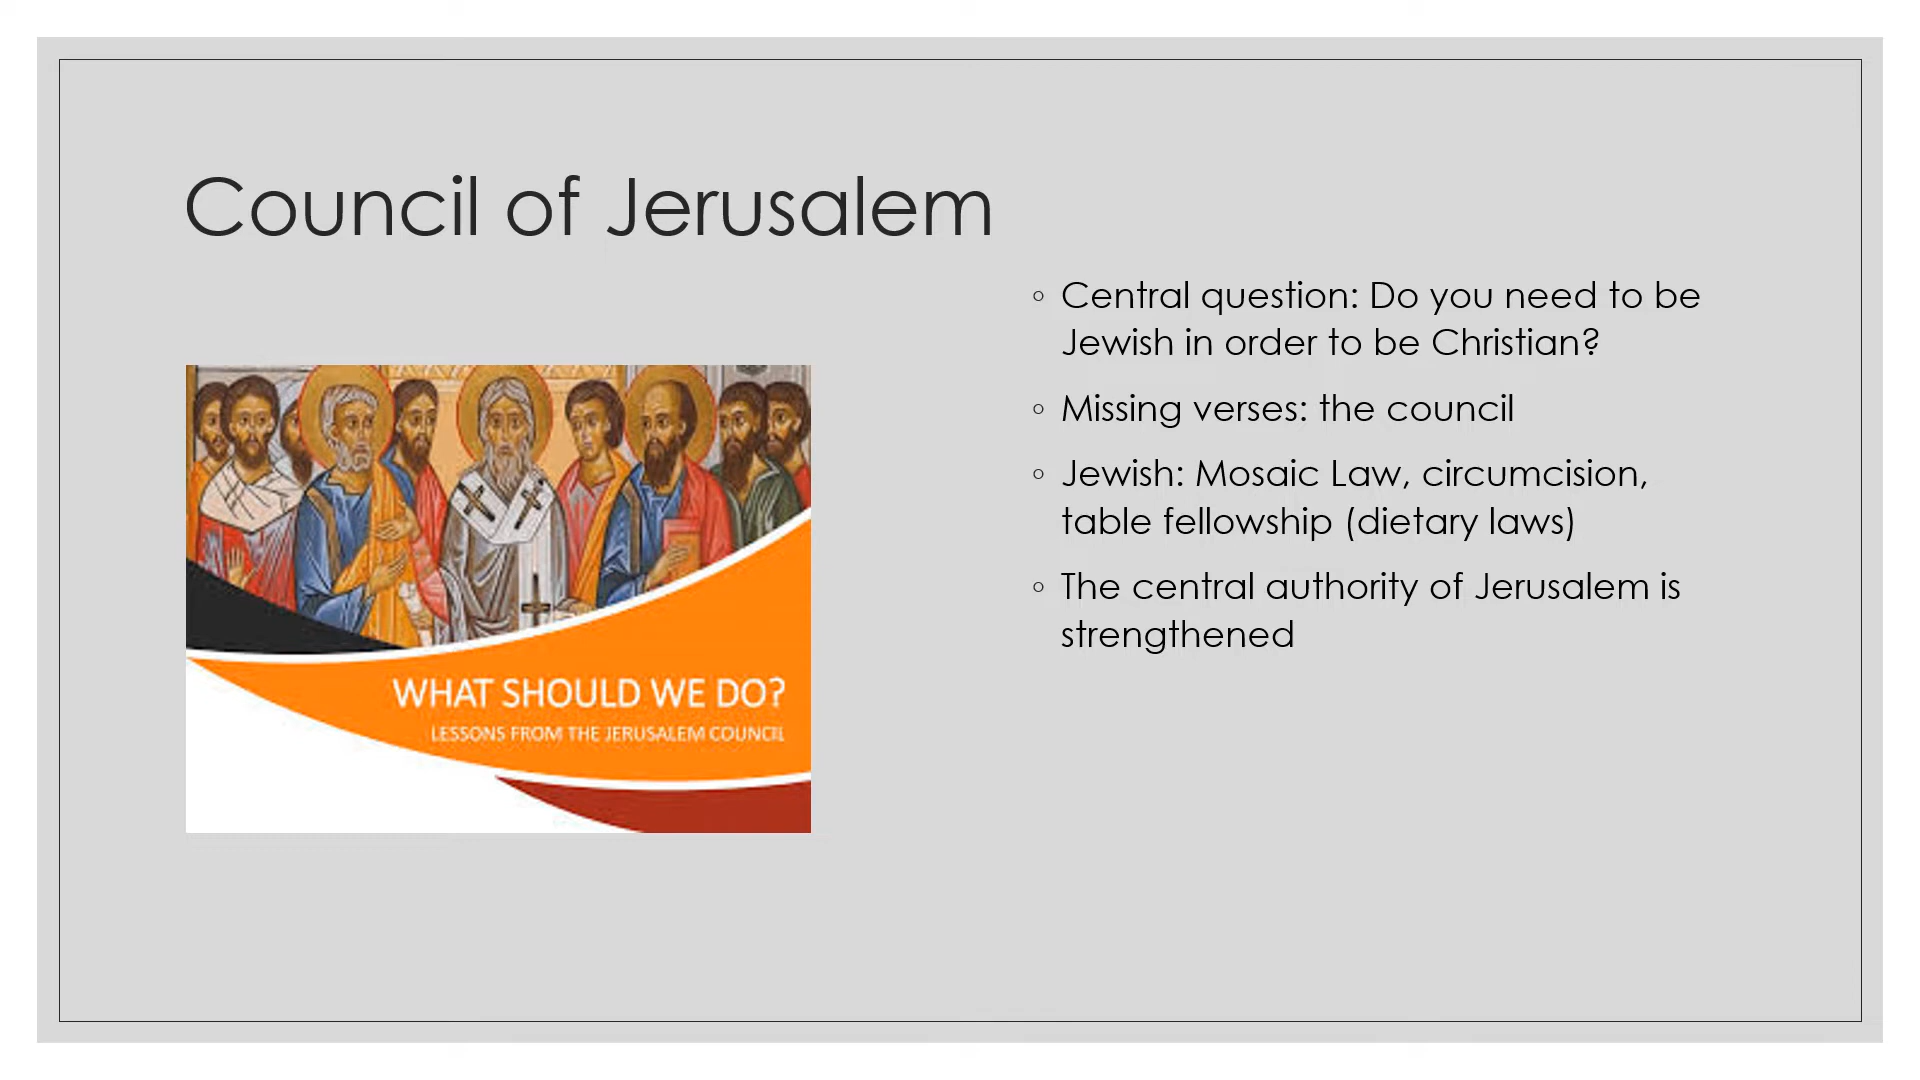 Council of Jerusalem
◦ Central question: Do you need to be
Jewish in order to be Christian?
◦ Missing verses: the council
◦ Jewish: Mosaic Law, circumcision,
table fellowship (dietary laws)
◦ The central authority of Jerusalem is
strengthened
WHAT SHOULD WE DO?
LESSONS FROM THE JERUSALEM COUNCIL